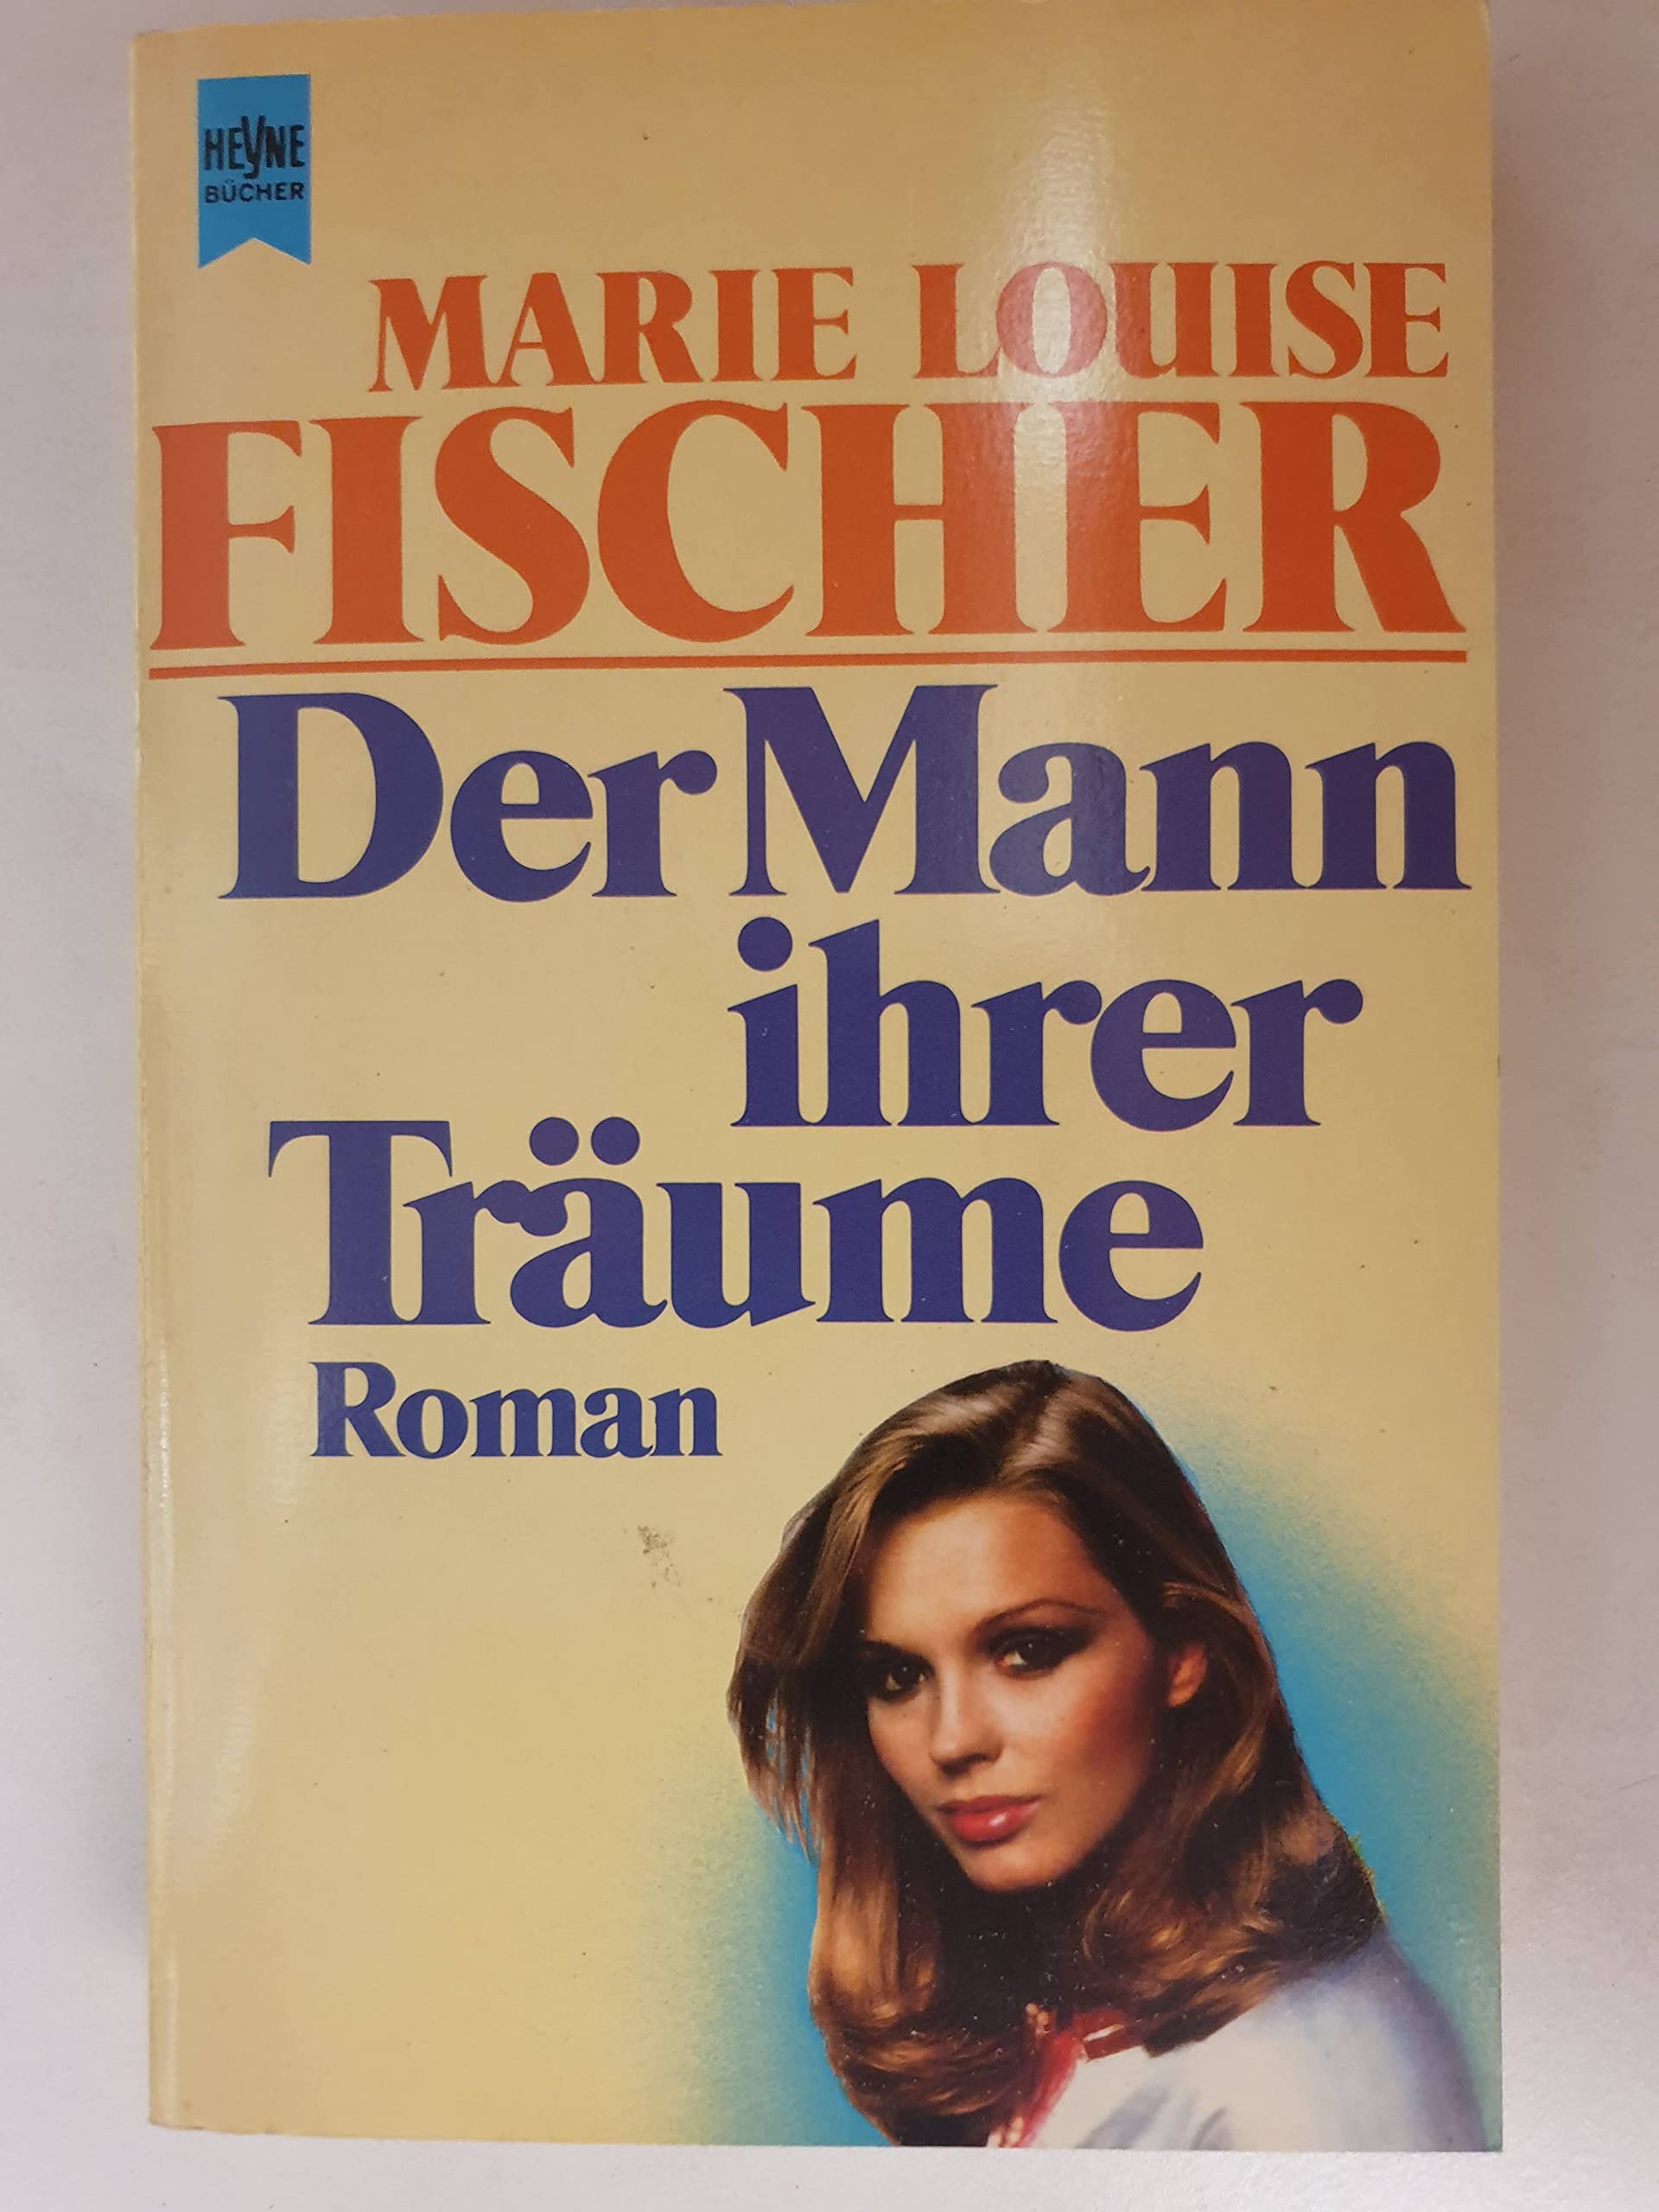 HEYNE
BÜCHER
MARIE LOUISE
FISCHER
Der Mann
ihrer
Träume
Roman